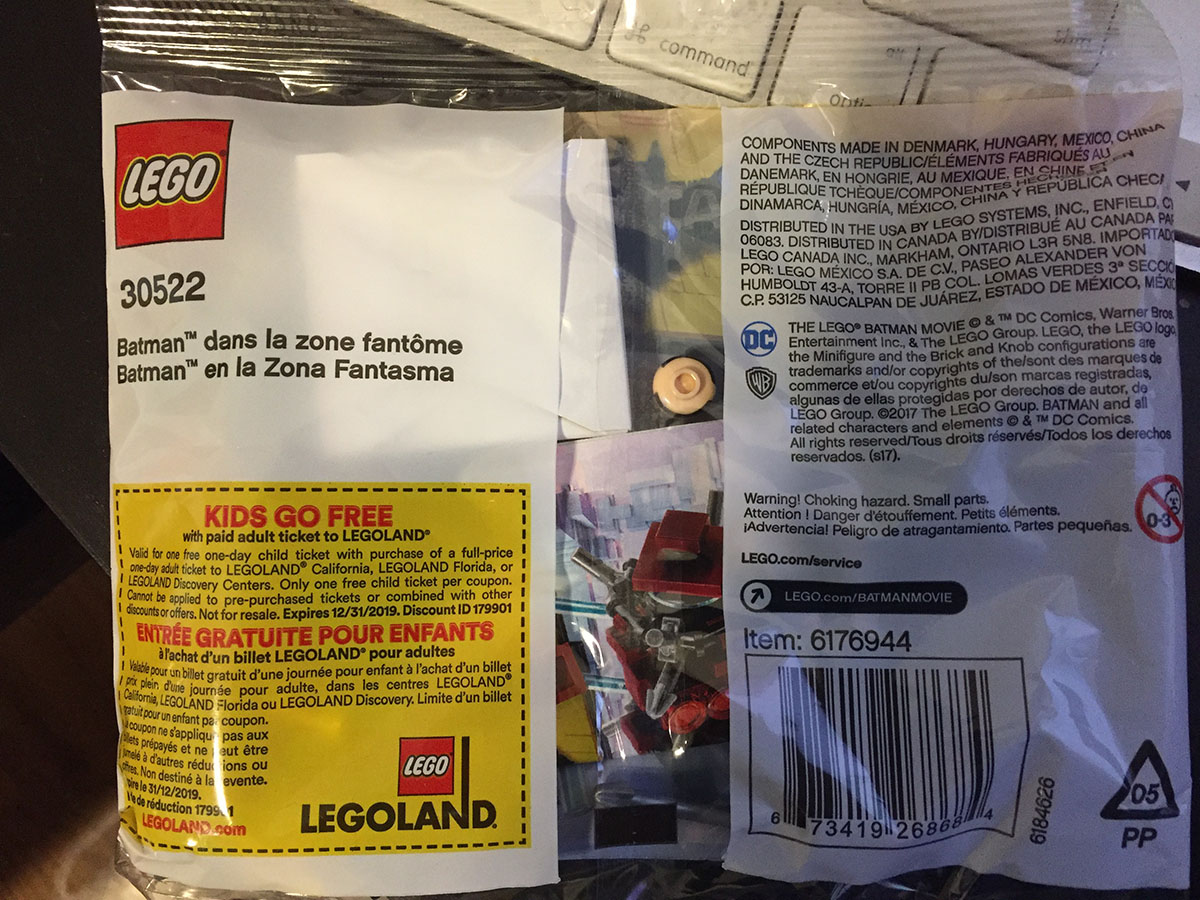 command
LEGO
30522
Batman™ dans la zone fantôme
Batman™ en la Zona Fantasma
KIDS GO FREE
with paid adult ticket to LEGOLAND®
Valid for one free one-day child ticket with purchase of a full-price
one-day adult ticket to LEGOLAND® California, LEGOLAND Florida, or
LEGOLAND Discovery Centers. Only one free child ticket per coupon.
Cannot be applied to pre-purchased tickets or combined with other
discounts or offers. Not for resale. Expires 12/31/2019. Discount ID 179901
ENTRÉE GRATUITE POUR ENFANTS
à l'achat d'un billet LEGOLAND® pour adultes
Valable pour un billet gratuit d'une journée pour enfant à l'achat d'un billet
prix plein d'une journée pour adulte, dans les centres LEGOLAND®
California, LEGOLAND Florida ou LEGOLAND Discovery. Limite d'un billet
gratuit pour un enfant par coupon.
coupon ne s'applique pas aux
prépayés et ne peut être
réductions ou
Non destiné à la revente.
le 31/12/2019.
de réduction
LEGOLAND.com
LEGO
LEGOLAND®
COMPONENTS MADE IN DENMARK, HUNGARY, MEXICO, CHINA
AND THE CZECH REPUBLIC/ÉLÉMENTS FABRIQUÉS AU
DANEMARK, EN HONGRIE, AU MEXIQUE, EN CHINE ET EN
RÉPUBLIQUE TCHÈQUE/COMPONENTES HECHOS EN
DINAMARCA, HUNGRÍA, MÉXICO, CHINA Y REPÚBLICA
DISTRIBUTED IN THE USA BY LEGO SYSTEMS, INC., ENFIELD,
06083. DISTRIBUTED IN CANADA BY/DISTRIBUÉ AU CANADA
LEGO CANADA INC., MARKHAM, ONTARIO L3R 5N8.
POR: LEGO MÉXICO S.A. DE C.V., PASEO ALEXANDER VON
HUMBOLDT 43-A, TORRE II PB COL. LOMAS VERDES 3ª
C.P. 53125 NAUCALPAN DE JUÁREZ, ESTADO DE MÉXICO,
DC
THE LEGO® BATMAN MOVIE © & ™ DC Comics, Warner Bros.
Entertainment Inc., & The LEGO Group. LEGO, the LEGO logo,
the Minifigure and the Brick and Knob configurations are
trademarks and/or copyrights of the/sont des marques de
commerce et/ou copyrights du/son marcas registradas,
algunas de ellas protegidas por derechos de autor, de
LEGO Group. ©2017 The LEGO Group. BATMAN and all
related characters and elements © & ™ DC Comics.
All rights reserved/Tous droits réservés/Todos los derechos
reservados. (s17).
WB
Warning! Choking hazard. Small parts.
Attention ! Danger d'étouffement. Petits éléments.
¡Advertencia! Peligro de atragantamiento. Partes pequeñas.
0-3
LEGO.com/service
LEGO.com/BATMANMOVIE
Item: 6176944
6 73419 26868 4
6184626
05
PP